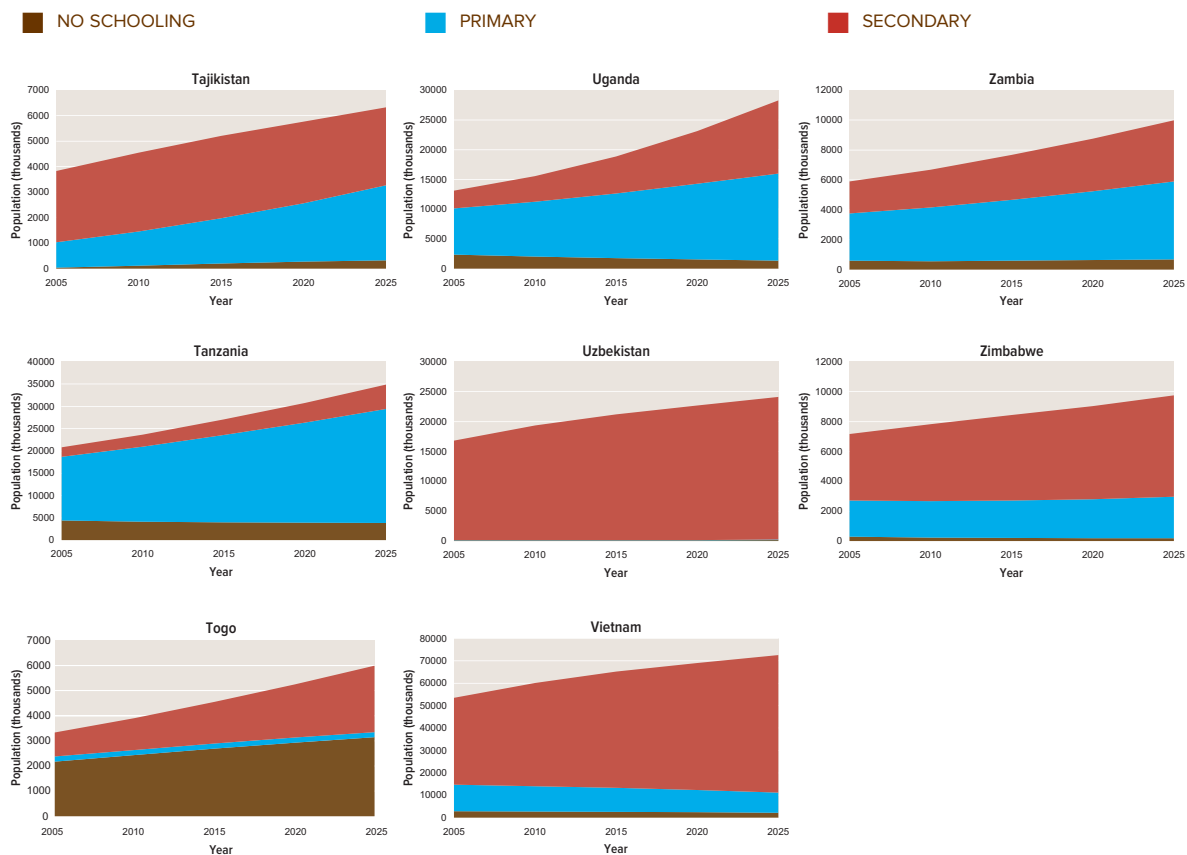 NO SCHOOLING
PRIMARY
SECONDARY
Tajikistan
Population (thousands)
7000
6000
5000
4000
3000
2000
1000
0
2005 2010 2015 2020 2025
Year
Uganda
Population (thousands)
30000
25000
20000
15000
10000
5000
0
2005 2010 2015 2020 2025
Year
Zambia
Population (thousands)
12000
10000
8000
6000
4000
2000
0
2005 2010 2015 2020 2025
Year
Tanzania
Population (thousands)
40000
35000
30000
25000
20000
15000
10000
5000
0
2005 2010 2015 2020 2025
Year
Uzbekistan
Population (thousands)
30000
25000
20000
15000
10000
5000
0
2005 2010 2015 2020 2025
Year
Zimbabwe
Population (thousands)
12000
10000
8000
6000
4000
2000
0
2005 2010 2015 2020 2025
Year
Togo
Population (thousands)
7000
6000
5000
4000
3000
2000
1000
0
2005 2010 2015 2020 2025
Year
Vietnam
Population (thousands)
80000
70000
60000
50000
40000
30000
20000
10000
0
2005 2010 2015 2020 2025
Year